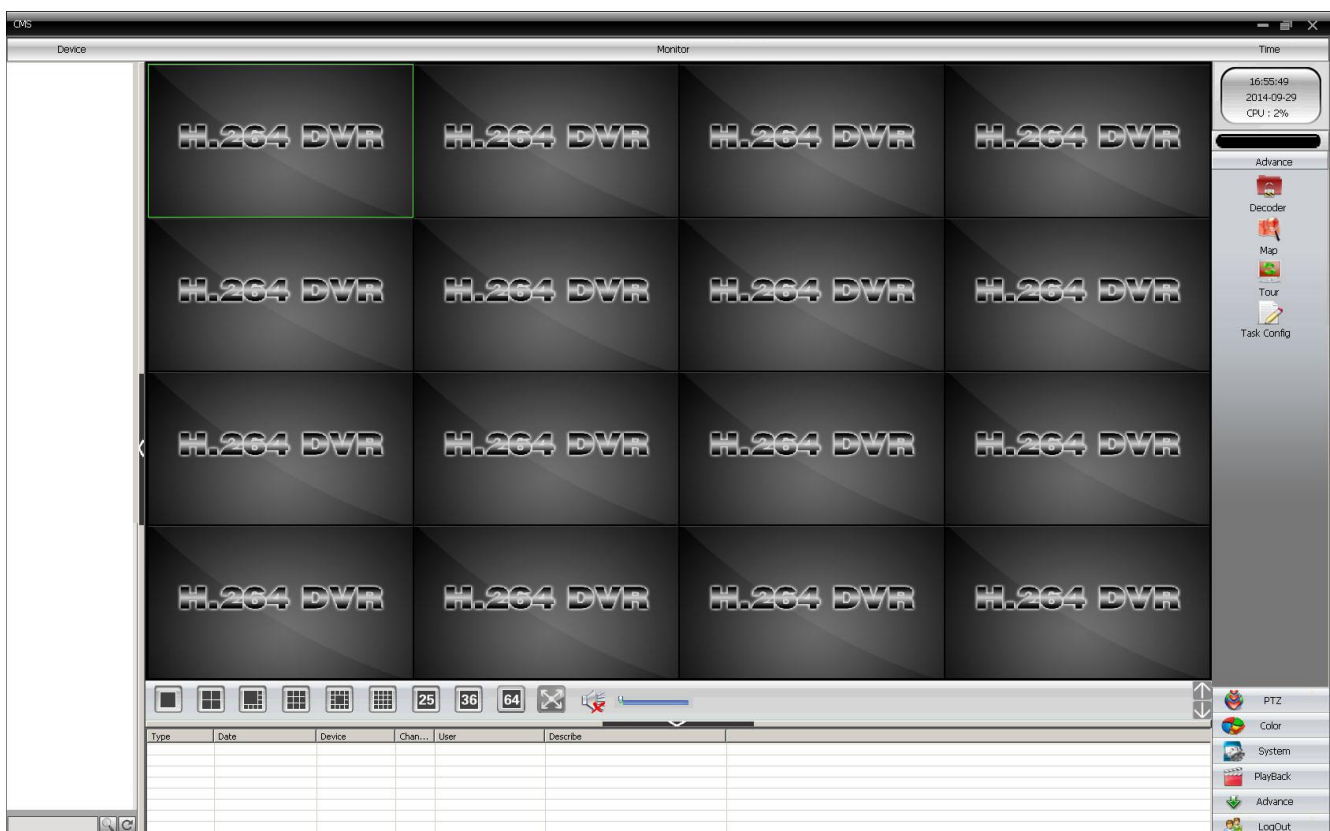 CMS
Device Monitor Time
16:55:49
2014-09-29
CPU : 2%
Advance
Decoder
Map
Tour
Task Config
H.264 DVR H.264 DVR H.264 DVR H.264 DVR
H.264 DVR H.264 DVR H.264 DVR H.264 DVR
H.264 DVR H.264 DVR H.264 DVR H.264 DVR
H.264 DVR H.264 DVR H.264 DVR H.264 DVR
25 36 64
Type Date Device Chan... User Describe
PTZ
Color
System
PlayBack
Advance
LogOut